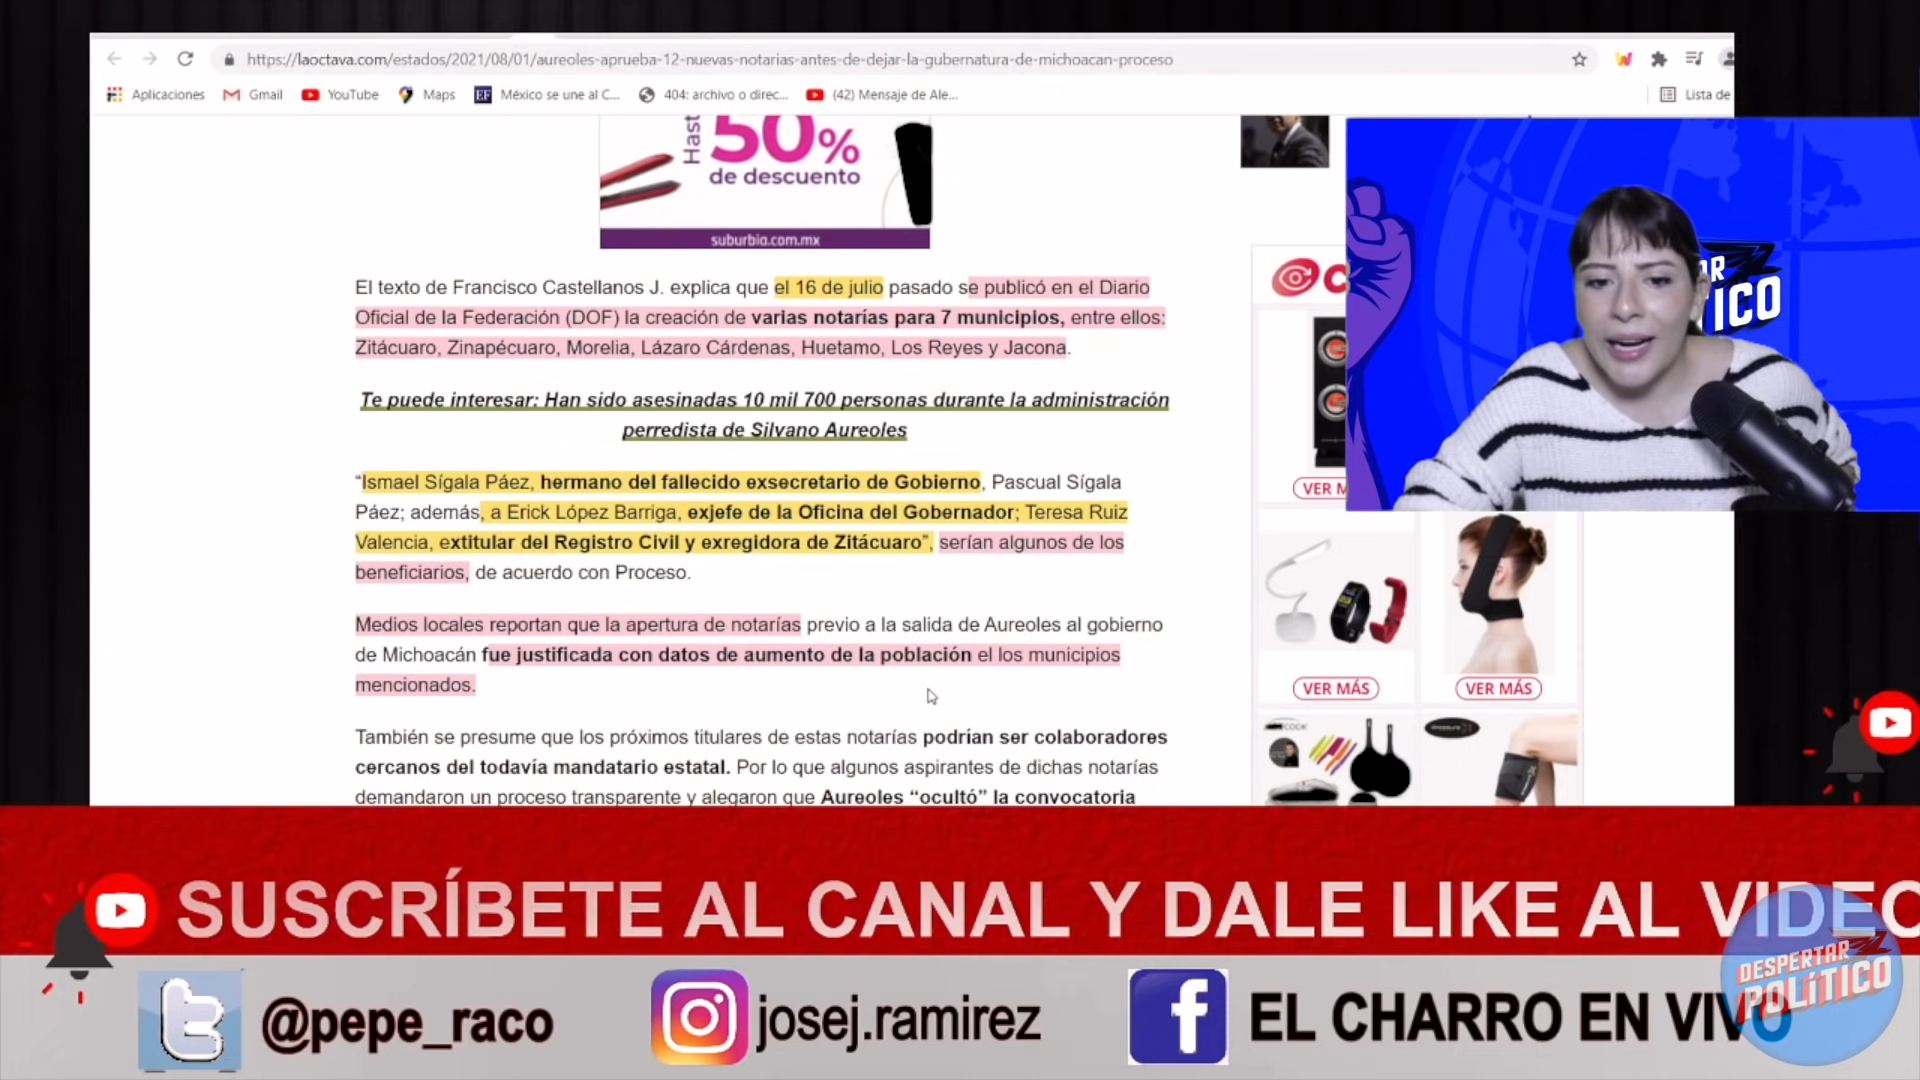 https://laoctava.com/estados/2021/08/01/aureoles-aprueba-12-nuevas-notarias-antes-de-dejar-la-gubernatura-de-michoacan-proceso
Aplicaciones Gmail YouTube Maps México se une al C... 404: archivo o direc... (42) Mensaje de Ale... Lista de
Hast
50%
de descuento
suburbia.com.mx
El texto de Francisco Castellanos J. explica que el 16 de julio pasado se publicó en el Diario
Oficial de la Federación (DOF) la creación de varias notarías para 7 municipios, entre ellos:
Zitácuaro, Zinapécuaro, Morelia, Lázaro Cárdenas, Huetamo, Los Reyes y Jacona.
Te puede interesar: Han sido asesinadas 10 mil 700 personas durante la administración
perredista de Silvano Aureoles
“Ismael Sígala Páez, hermano del fallecido exsecretario de Gobierno, Pascual Sígala
Páez; además, a Erick López Barriga, exjefe de la Oficina del Gobernador; Teresa Ruiz
Valencia, extitular del Registro Civil y exregidora de Zitácuaro”, serían algunos de los
beneficiarios, de acuerdo con Proceso.
Medios locales reportan que la apertura de notarías previo a la salida de Aureoles al gobierno
de Michoacán fue justificada con datos de aumento de la población el los municipios
mencionados.
También se presume que los próximos titulares de estas notarías podrían ser colaboradores
cercanos del todavía mandatario estatal. Por lo que algunos aspirantes de dichas notarías
demandaron un proceso transparente y alegaron que Aureoles “ocultó” la convocatoria
VER M
VER MÁS VER MÁS
SUSCRÍBETE AL CANAL Y DALE LIKE AL VIDEO
DESPERTAR
POLÍTICO
@pepe_raco josej.ramirez EL CHARRO EN VIVO